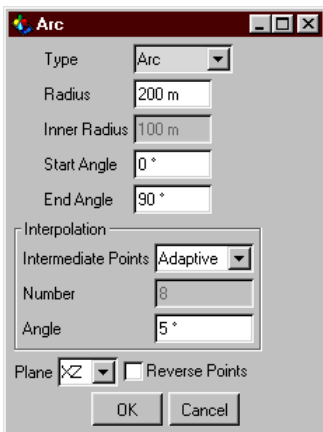 Arc
Type Arc
Radius 200 m
Inner Radius 100 m
Start Angle 0 °
End Angle 90 °
Interpolation
Intermediate Points Adaptive
Number 8
Angle 5 °
Plane XZ Reverse Points
OK Cancel